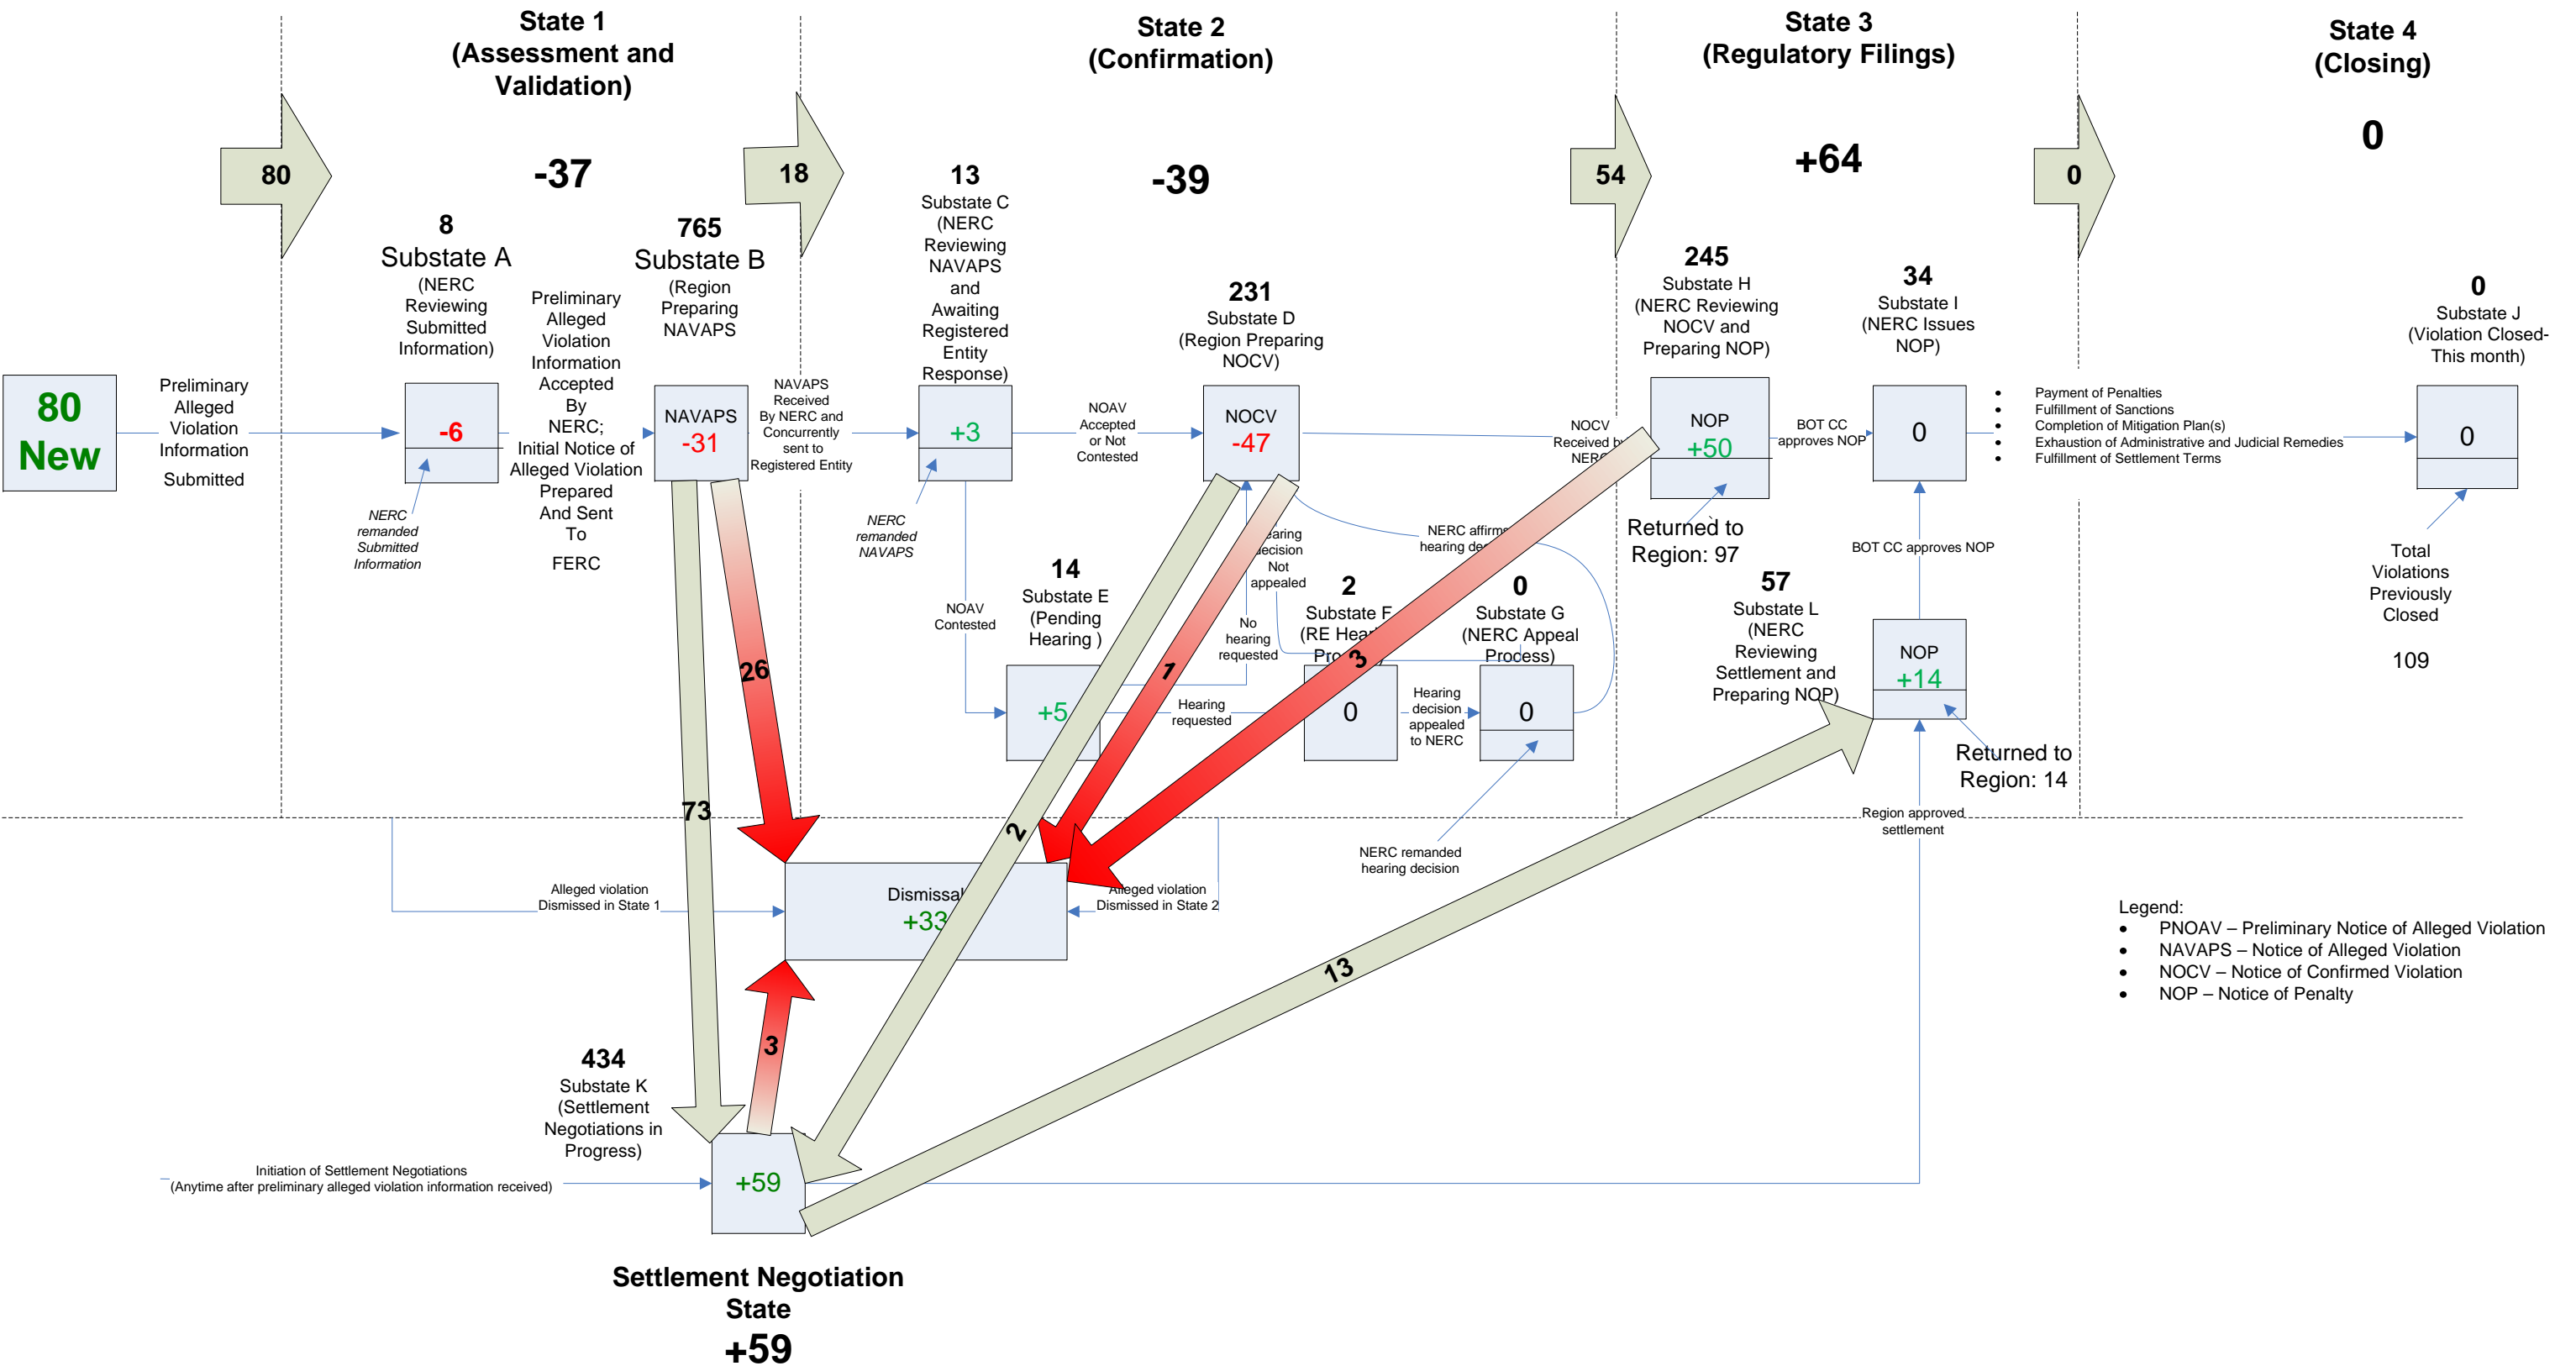 State 1
(Assessment and
Validation)
-37
State 2
(Confirmation)
-39
State 3
(Regulatory Filings)
+64
State 4
(Closing)
0
80
18
54
0
8
Substate A
(NERC
Reviewing
Submitted
Information)
Preliminary
Alleged
Violation
Information
Accepted
By
NERC;
Initial Notice of
Alleged Violation
Prepared
And Sent
To
FERC
765
Substate B
(Region
Preparing
NAVAPS
13
Substate C
(NERC
Reviewing
NAVAPS
and
Awaiting
Registered
Entity
Response)
231
Substate D
(Region Preparing
NOCV)
245
Substate H
(NERC Reviewing
NOCV and
Preparing NOP)
34
Substate I
(NERC Issues
NOP)
0
Substate J
(Violation Closed-
This month)
80
New
Preliminary
Alleged
Violation
Information
Submitted
-6
NERC
remanded
Submitted
Information
NAVAPS
-31
NAVAPS
Received
By NERC and
Concurrently
sent to
Registered Entity
+3
NERC
remanded
NAVAPS
NOAV
Accepted
or Not
Contested
NOCV
-47
NOCV
Received by
NERC
NOP
+50
BOT CC
approves NOP
0
• Payment of Penalties
• Fulfillment of Sanctions
• Completion of Mitigation Plan(s)
• Exhaustion of Administrative and Judicial Remedies
• Fulfillment of Settlement Terms
0
Returned to
Region: 97
BOT CC approves NOP
Total
Violations
Previously
Closed
109
NOAV
Contested
14
Substate E
(Pending
Hearing )
+5
No
hearing
requested
Hearing
requested
earing
ecision
Not
appealed
NERC affirms
hearing
2
Substate F
(RE
0
Hearing
decision
appealed
to NERC
0
Substate G
(NERC Appeal
Process)
0
NERC remanded
hearing decision
57
Substate L
(NERC
Reviewing
Settlement and
Preparing NOP)
NOP
+14
Returned to
Region: 14
Region approved
settlement
26
73
1
2
3
13
3
Alleged violation
Dismissed in State 1
Dismissal
+33
Alleged violation
Dismissed in State 2
Legend:
• PNOAV – Preliminary Notice of Alleged Violation
• NAVAPS – Notice of Alleged Violation
• NOCV – Notice of Confirmed Violation
• NOP – Notice of Penalty
434
Substate K
(Settlement
Negotiations in
Progress)
Initiation of Settlement Negotiations
(Anytime after preliminary alleged violation information received)
+59
Settlement Negotiation
State
+59